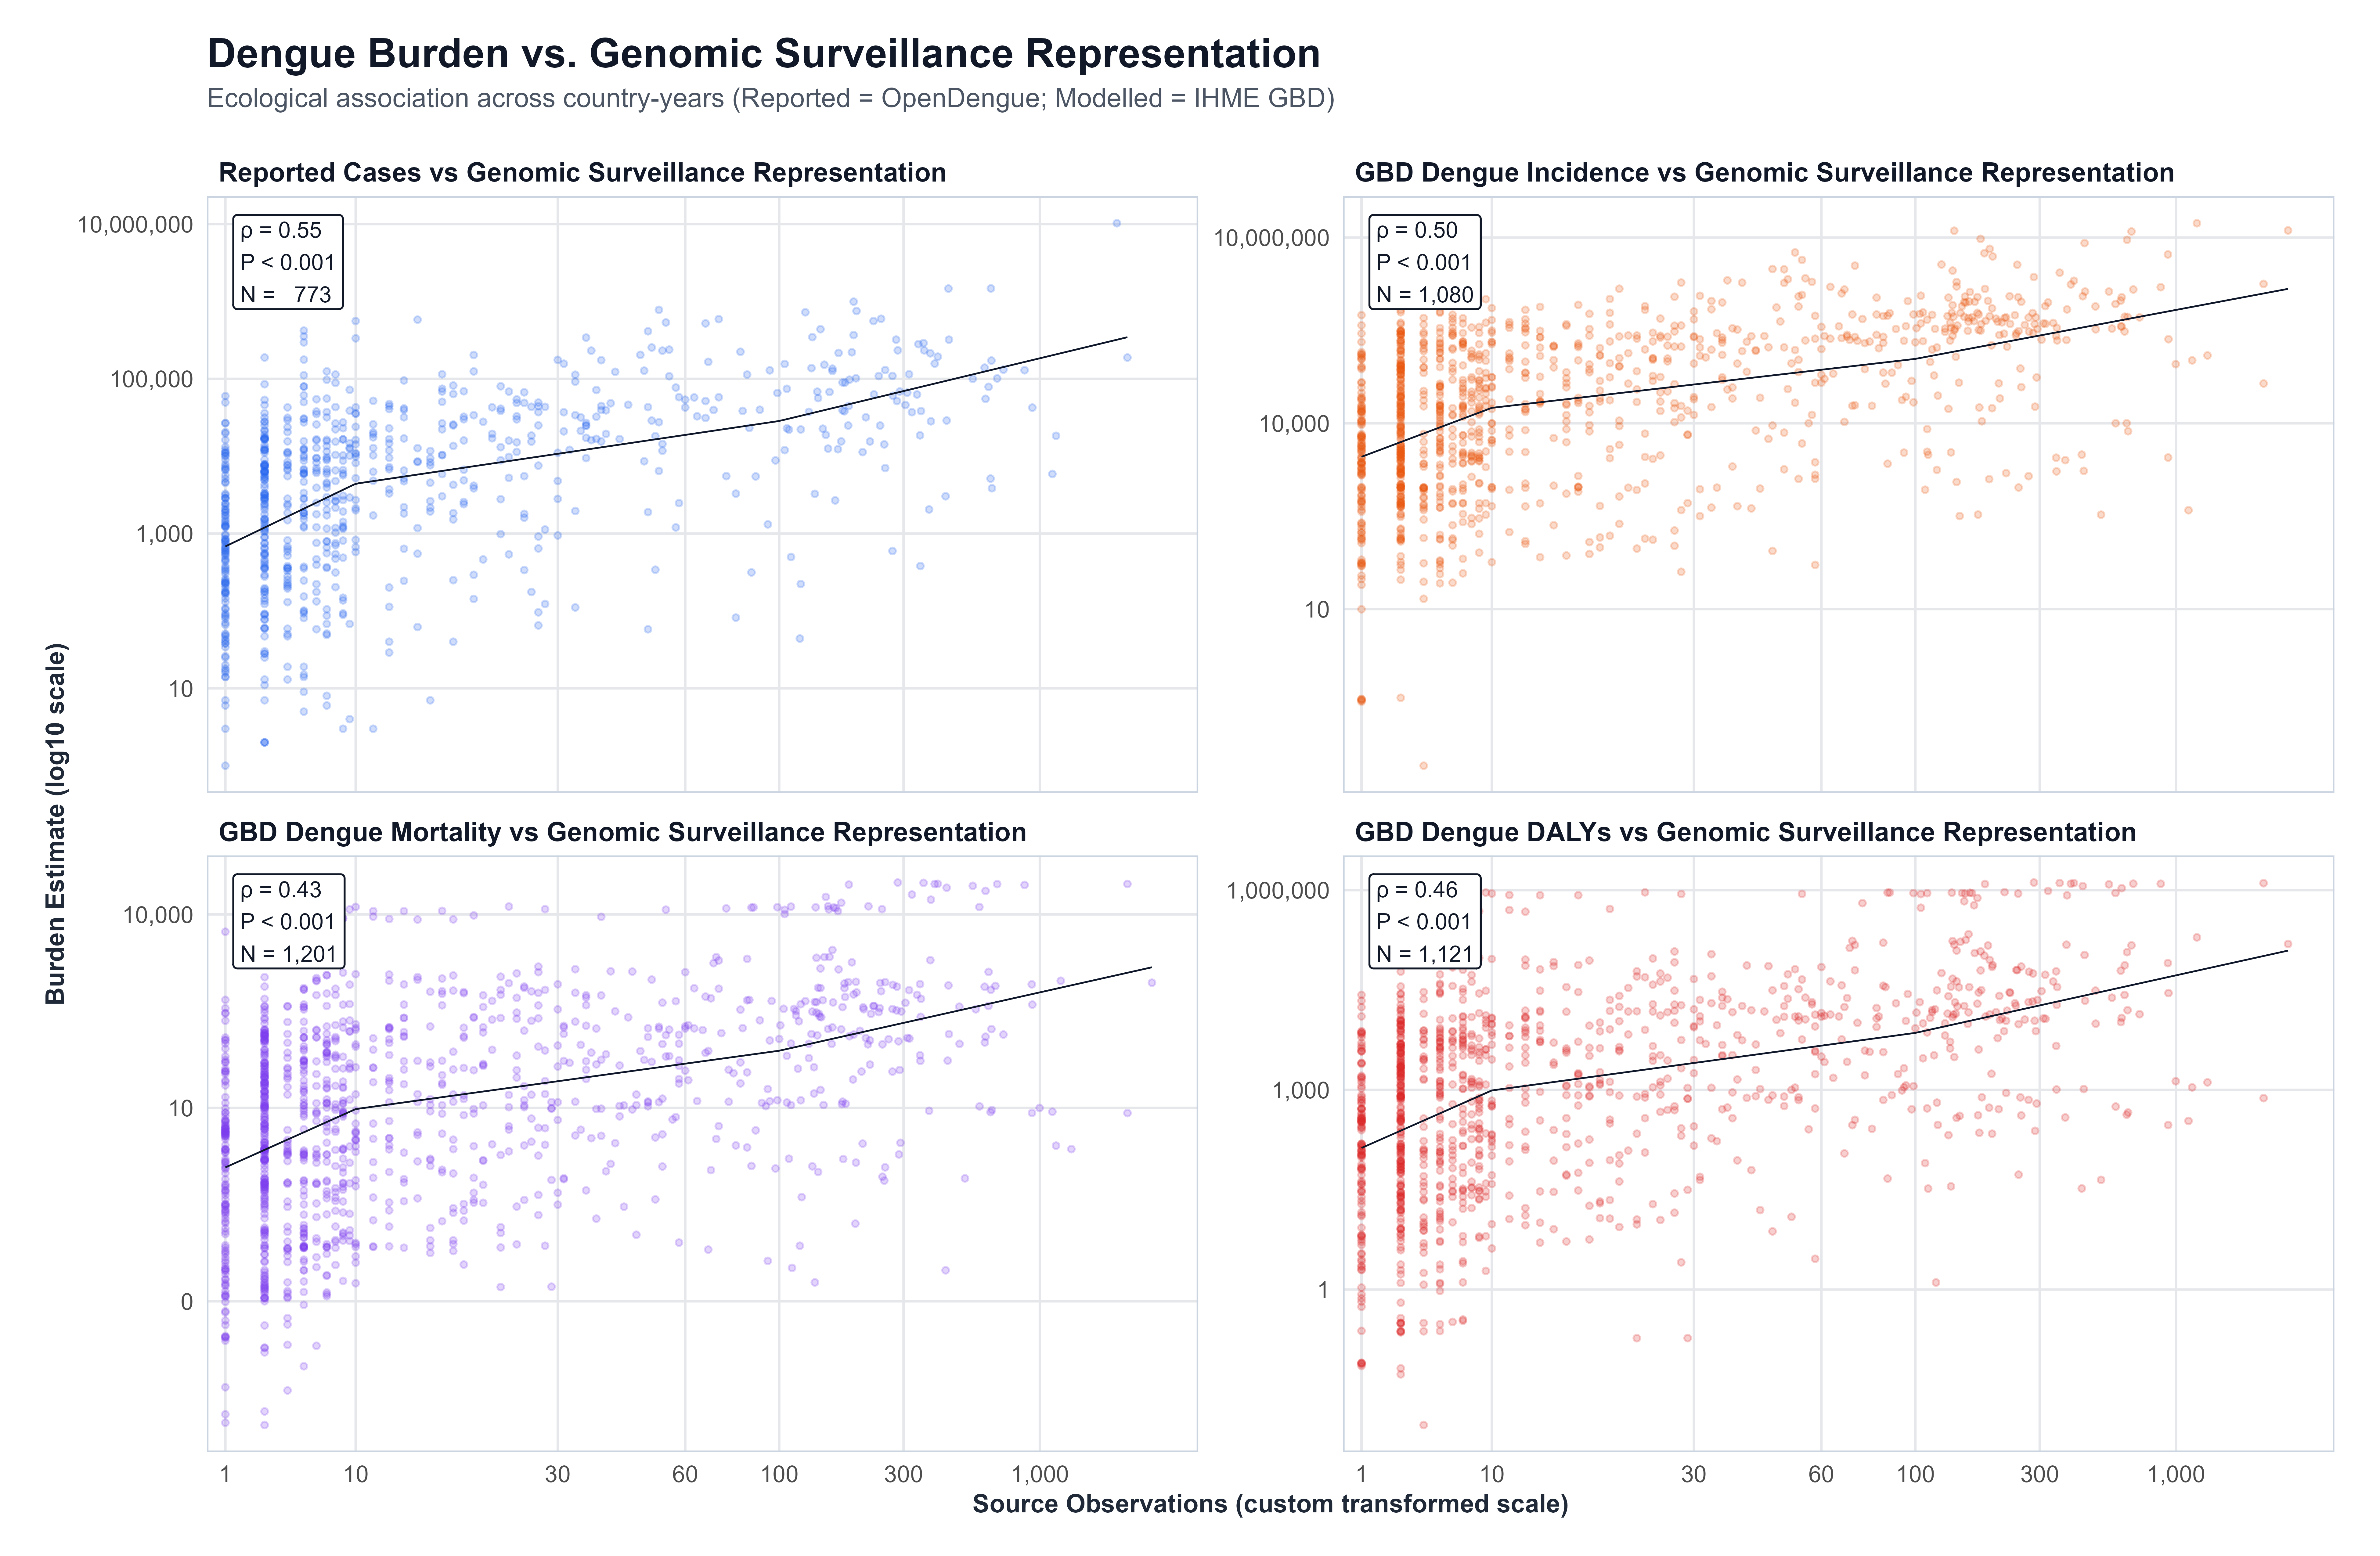 Dengue Burden vs. Genomic Surveillance Representation
Ecological association across country-years (Reported = OpenDengue; Modelled = IHME GBD)
Reported Cases vs Genomic Surveillance Representation
10,000,000
100,000
1,000
10
ρ = 0.55
P < 0.001
N = 773
GBD Dengue Incidence vs Genomic Surveillance Representation
10,000,000
10,000
10
ρ = 0.50
P < 0.001
N = 1,080
Burden Estimate (log10 scale)
GBD Dengue Mortality vs Genomic Surveillance Representation
10,000
10
0
ρ = 0.43
P < 0.001
N = 1,201
1 10 30 60 100 300 1,000
GBD Dengue DALYs vs Genomic Surveillance Representation
1,000,000
1,000
1
ρ = 0.46
P < 0.001
N = 1,121
1 10 30 60 100 300 1,000
Source Observations (custom transformed scale)